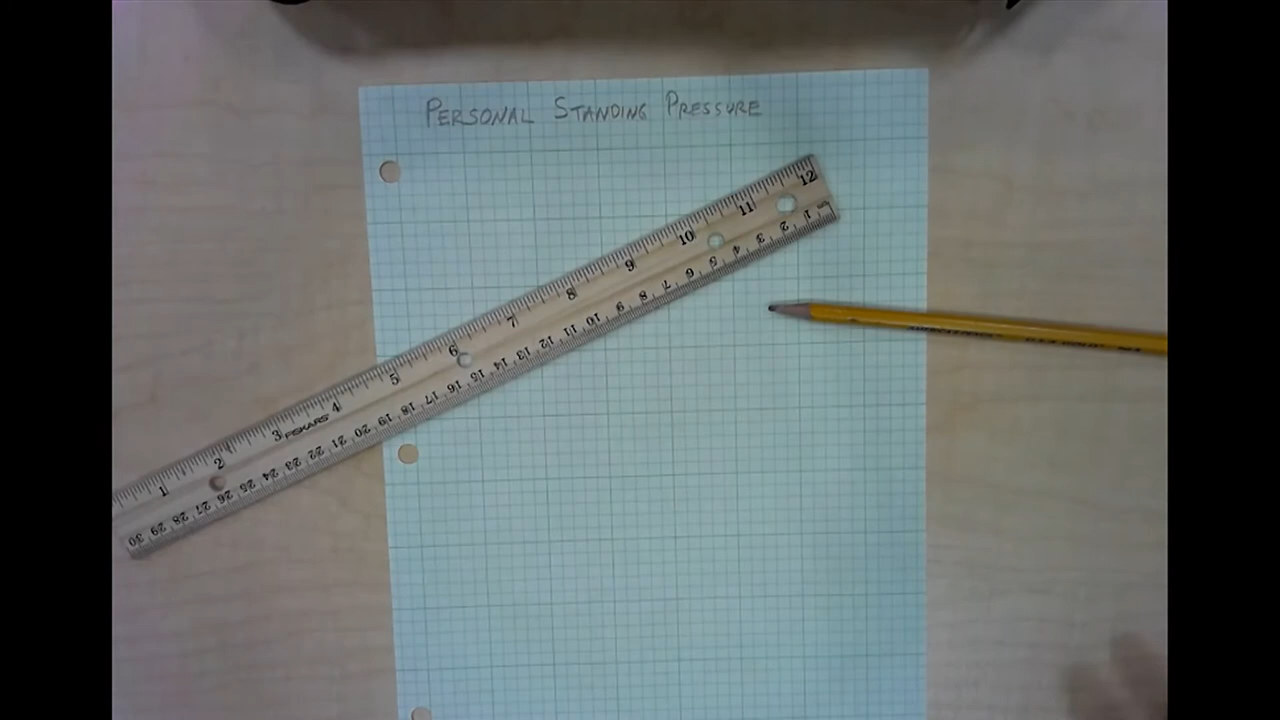 PERSONAL STANDING PRESSURE
1 2 3 4 5 6 7 8 9 10 11 12
FISKARS
30 29 28 27 26 25 24 23 22 21 20 19 18 17 16 15 14 13 12 11 10 9 8 7 6 5 4 3 2 1